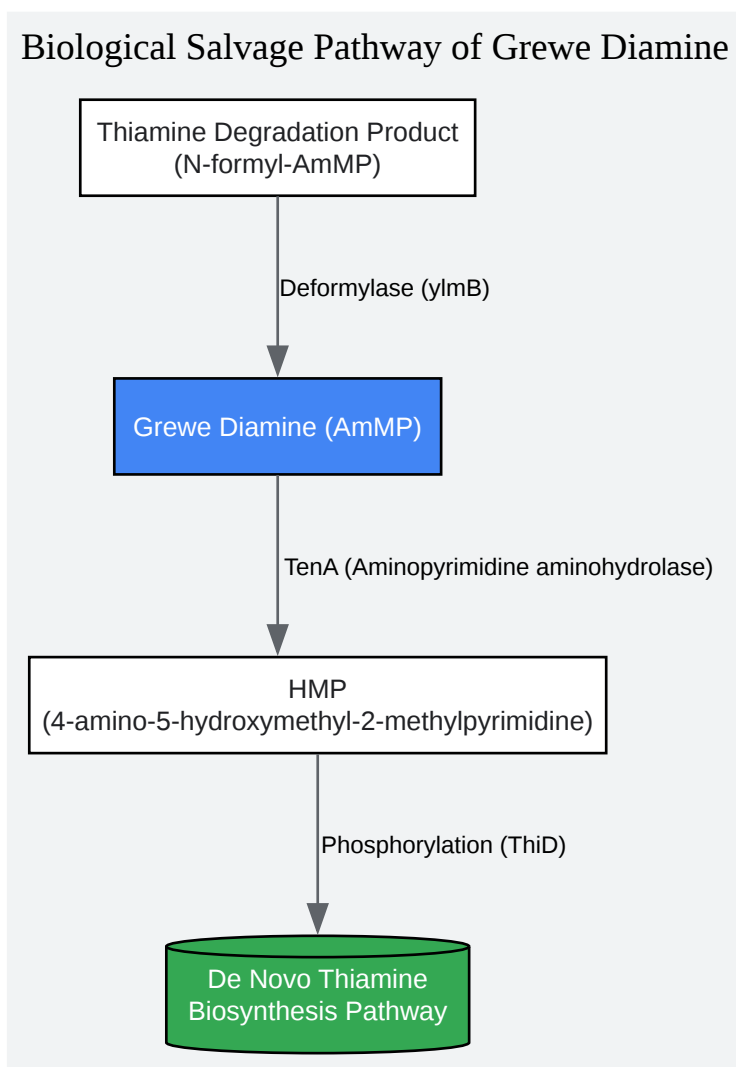 Biological Salvage Pathway of Grewe Diamine
Thiamine Degradation Product
(N-formyl-AmMP)
Deformylase (ylmB)
Grewe Diamine (AmMP)
TenA (Aminopyrimidine aminohydrolase)
HMP
(4-amino-5-hydroxymethyl-2-methylpyrimidine)
Phosphorylation (ThiD)
De Novo Thiamine
Biosynthesis Pathway